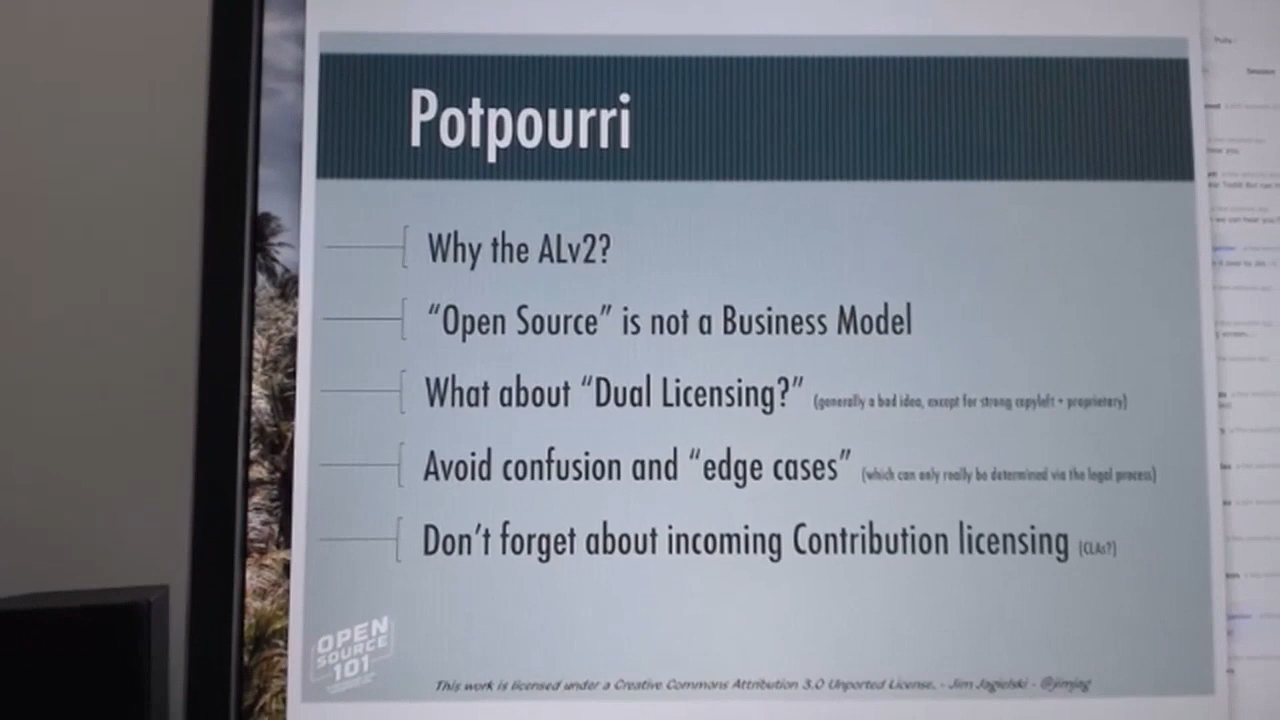 Potpourri
Why the ALv2?
“Open Source” is not a Business Model
What about “Dual Licensing?” (generally a bad idea, except for strong copyleft + proprietary)
Avoid confusion and “edge cases” (which can only really be determined via the legal process)
Don’t forget about incoming Contribution licensing (CLAs?)
OPEN
SOURCE
101
This work is licensed under a Creative Commons Attribution 3.0 Unported License. - Jim Jagielski - @jimjag
Session